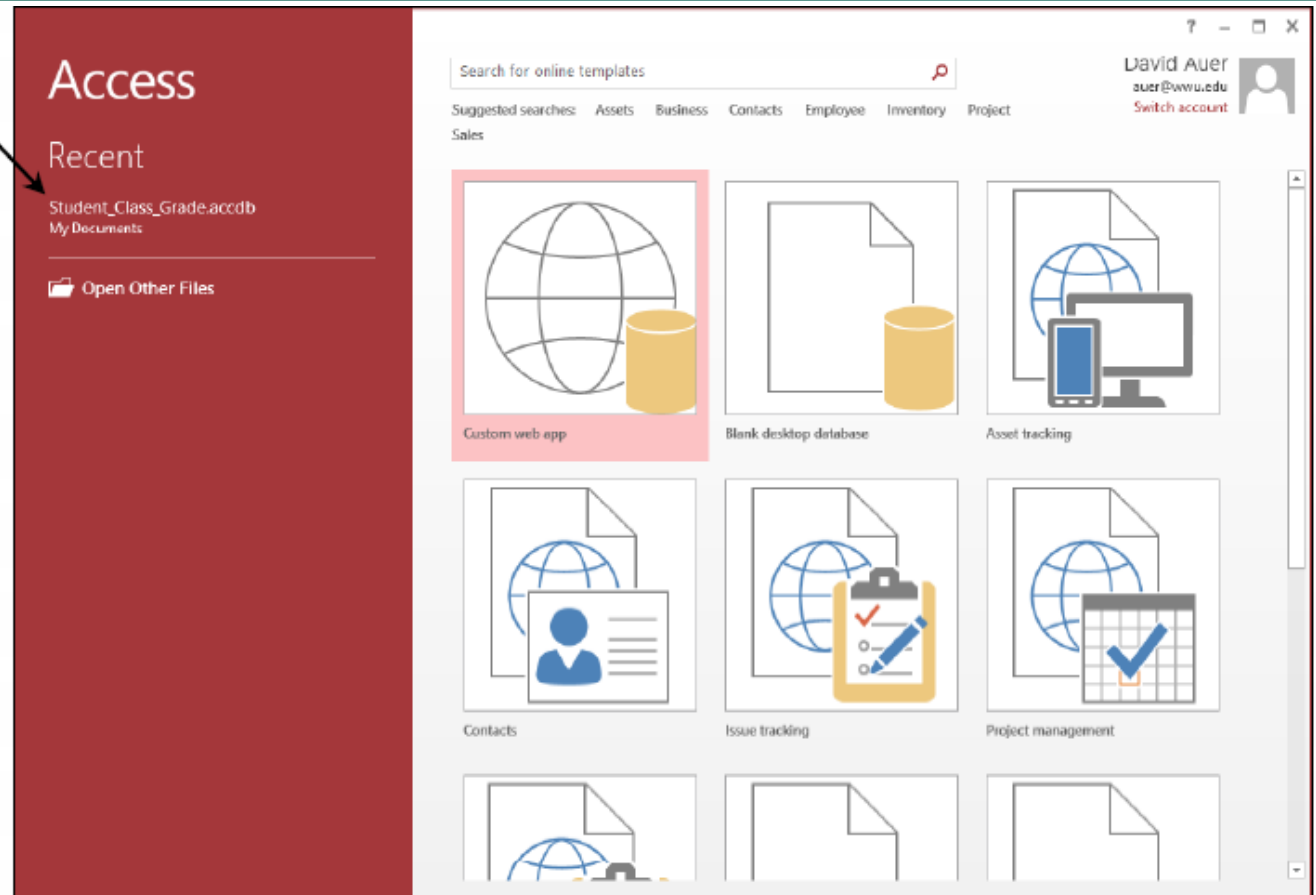 ?
Access
Search for online templates
David Auer
auer@wwu.edu
Switch account
Suggested searches: Assets Business Contacts Employee Inventory Project
Sales
Recent
Student_Class_Grade.accdb
My Documents
Open Other Files
Custom web app
Blank desktop database
Asset tracking
Contacts
Issue tracking
Project management